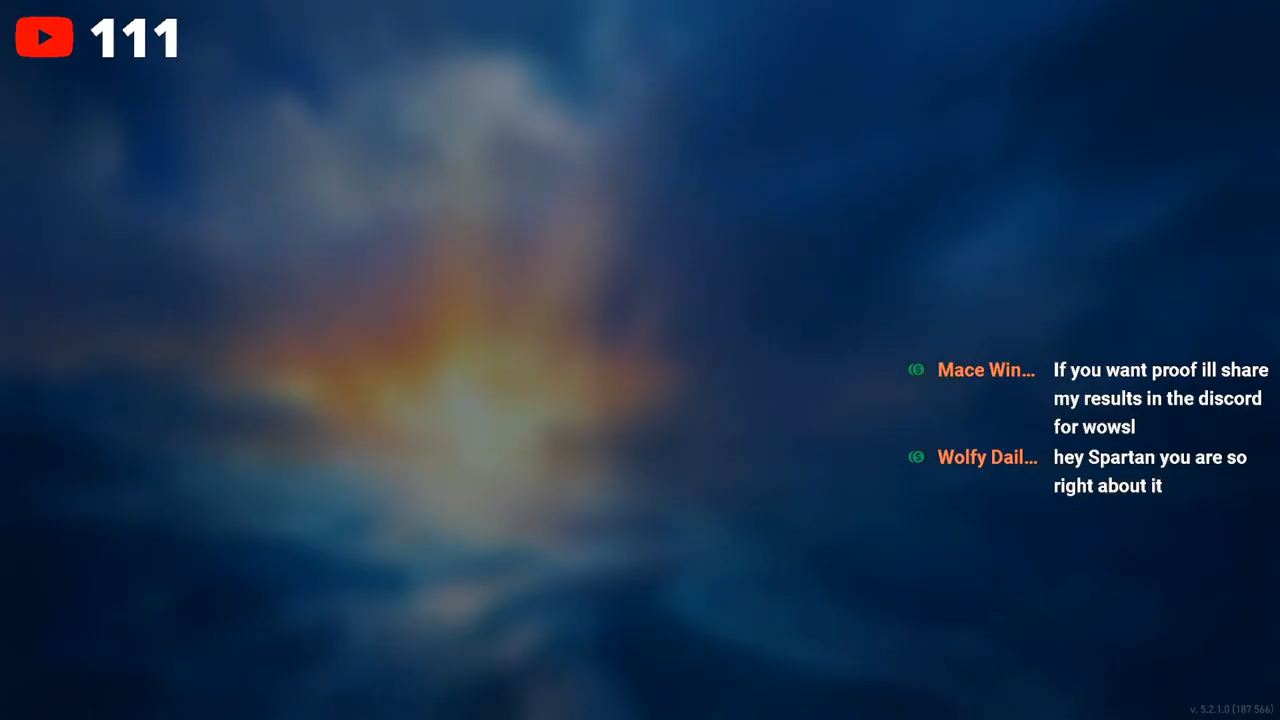 111
Mace Win... If you want proof ill share
my results in the discord
for wowsl
Wolfy Dail... hey Spartan you are so
right about it
v. 5.2.1.0 (187 566)